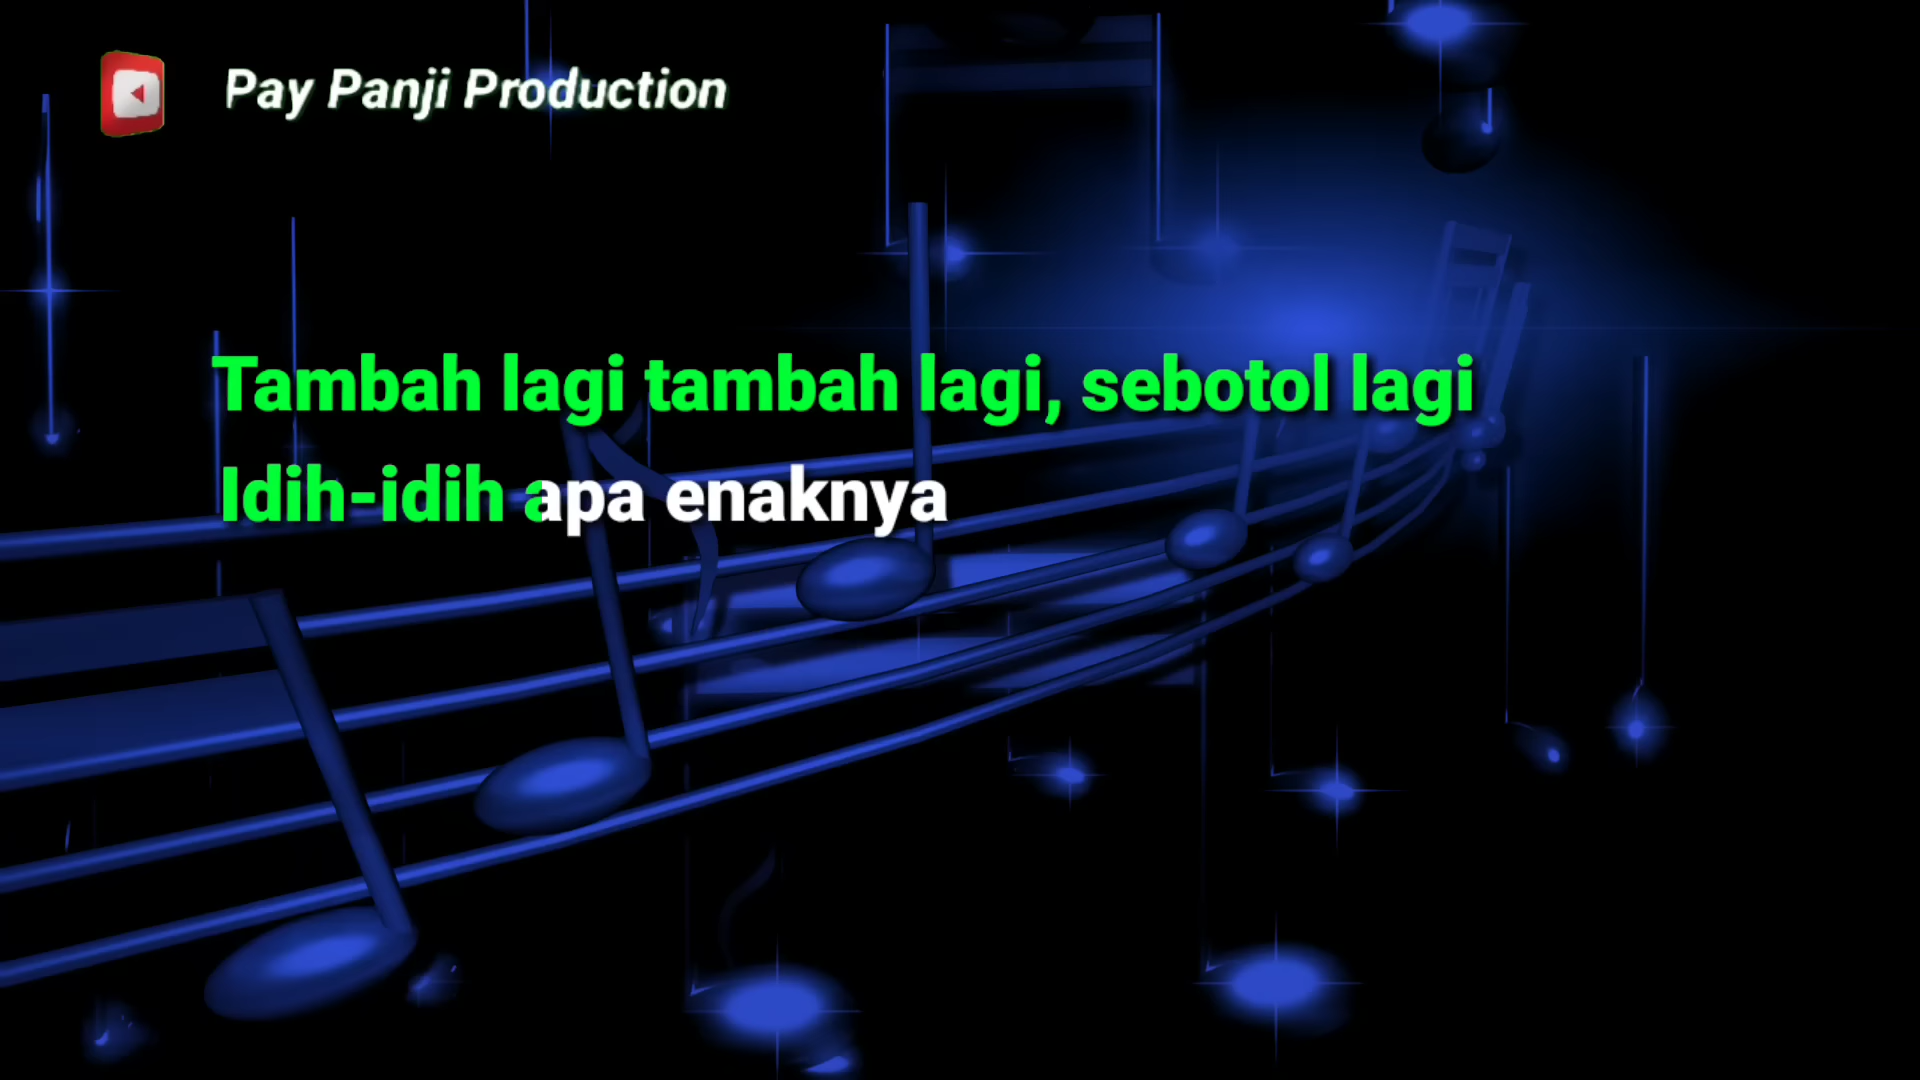 Pay Panji Production
Tambah lagi tambah lagi, sebotol lagi
Idih-idih apa enaknya